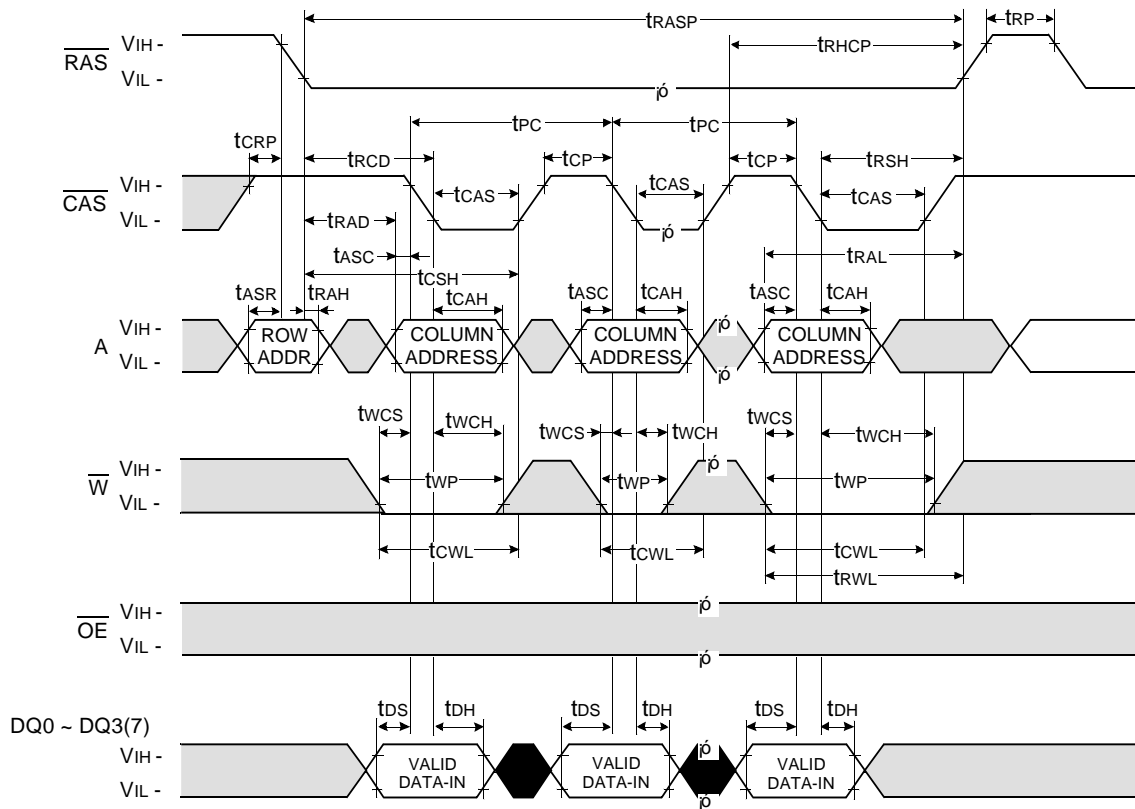 tRASP
tRP
tRHCP
RAS
VIH -
VIL -
¡ó
tPC
tPC
tCRP
tRCD
tCP
tCP
tRSH
CAS
VIH -
VIL -
tCAS
tCAS
tCAS
¡ó
tRAD
tASC
tCSH
tRAL
tASR
tRAH
tCAH
tASC
tCAH
tASC
tCAH
A
VIH -
VIL -
ROW
ADDR
COLUMN
ADDRESS
COLUMN
ADDRESS
¡ó
¡ó
COLUMN
ADDRESS
tWCS
tWCH
tWCS
tWCH
tWCS
tWCH
W
VIH -
VIL -
tWP
tWP
¡ó
tWP
tCWL
tCWL
tCWL
tRWL
OE
VIH -
VIL -
¡ó
¡ó
tDS
tDH
tDS
tDH
tDS
tDH
DQ0 ~ DQ3(7)
VIH -
VIL -
VALID
DATA-IN
VALID
DATA-IN
¡ó
¡ó
VALID
DATA-IN